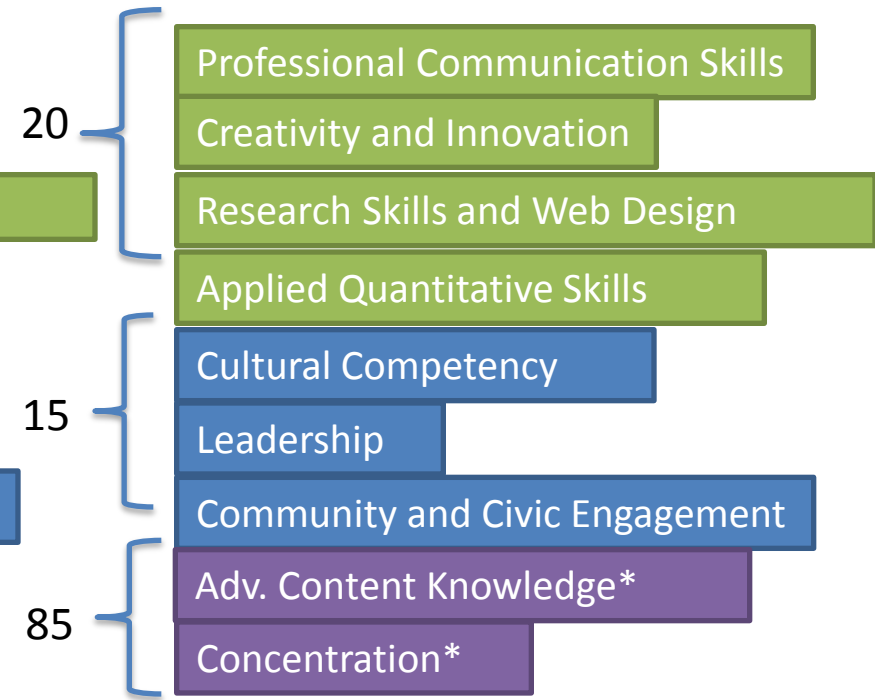 20
Professional Communication Skills
Creativity and Innovation
Research Skills and Web Design
Applied Quantitative Skills
15
Cultural Competency
Leadership
Community and Civic Engagement
85
Adv. Content Knowledge*
Concentration*